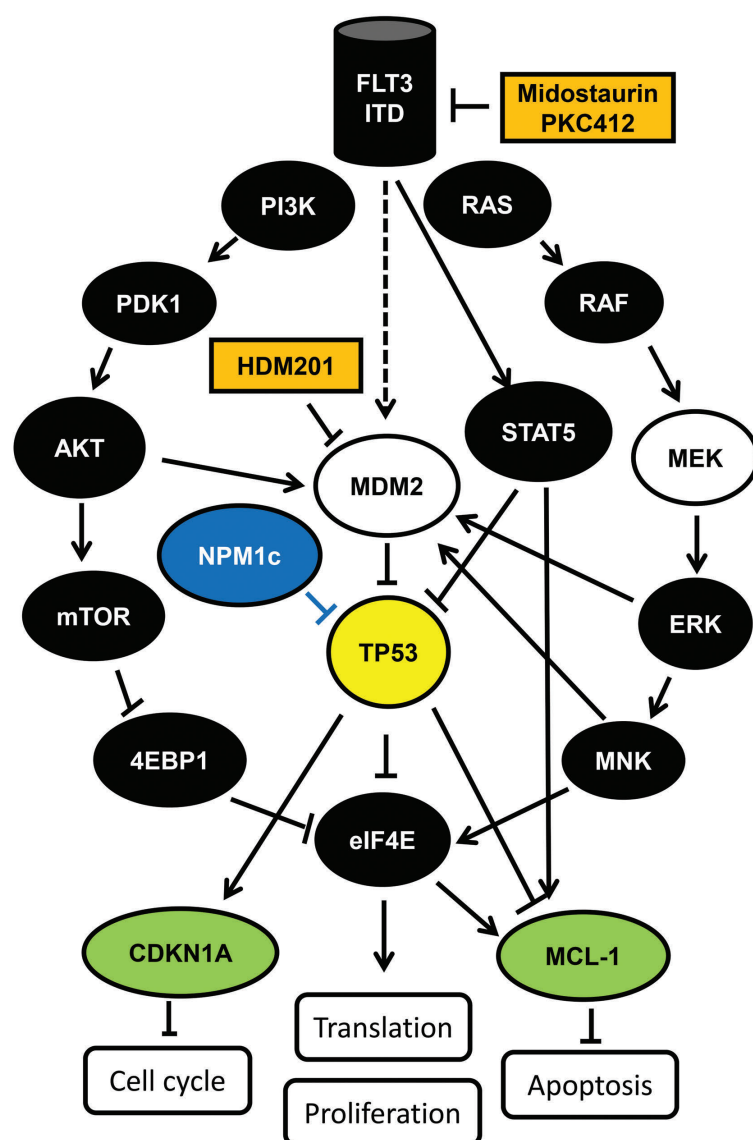 FLT3
ITD
Midostaurin
PKC412
PI3K
RAS
PDK1
RAF
HDM201
AKT
STAT5
MEK
MDM2
NPM1c
mTOR
ERK
TP53
4EBP1
MNK
eIF4E
CDKN1A
MCL-1
Translation
Cell cycle
Apoptosis
Proliferation